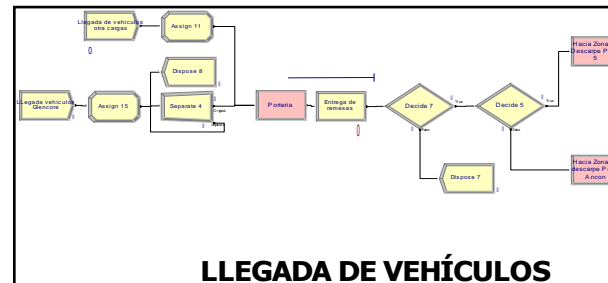 Llegada de vehículos
otra cargas
Assign 11
Dispose 8
LLegada vehículos
Glencore
Assign 15
Separate 4
Porteria
Entrega de
remesas
Decide 7
True
Decide 5
True
Hacia Zona
Descarpe P
5
False
False
Dispose 7
Hacia Zona
descarpe P
Ancon
LLEGADA DE VEHÍCULOS